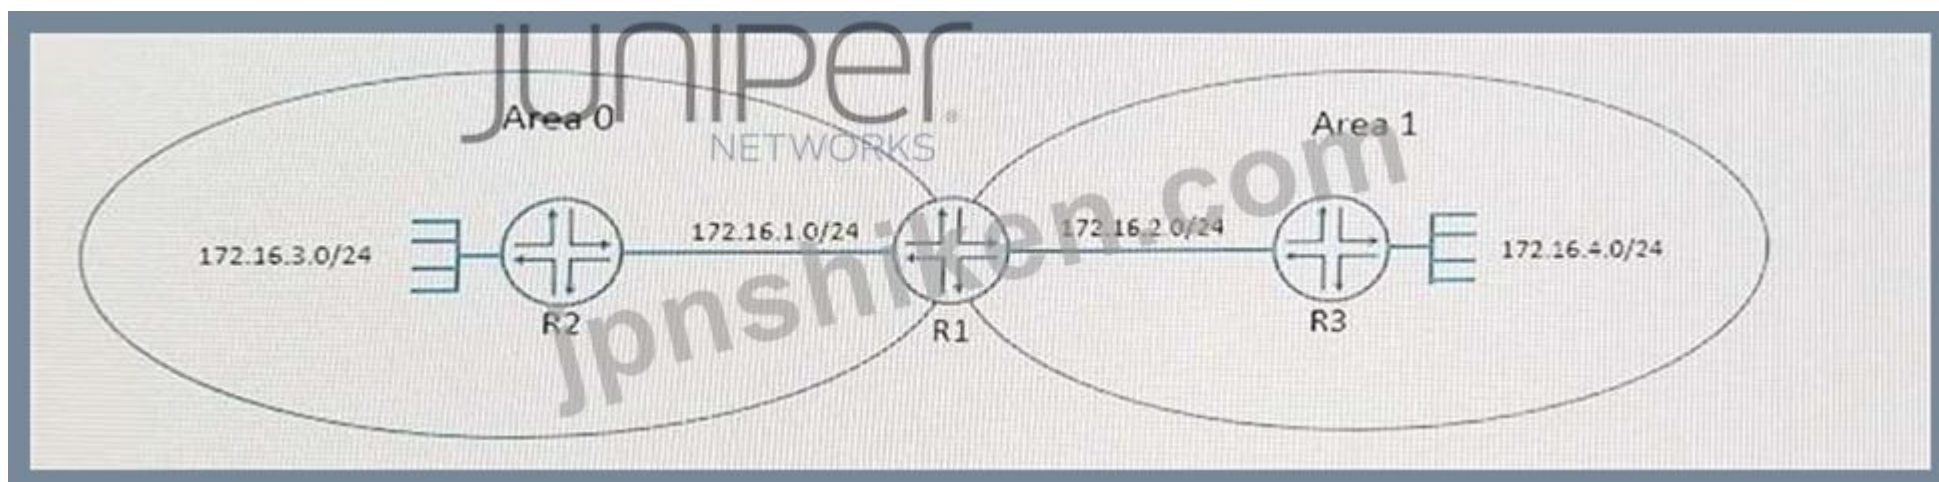 Juniper
NETWORKS
Area 0
Area 1
jpnshiken.com
172.16.3.0/24
172.16.1.0/24
172.16.2.0/24
172.16.4.0/24
R2
R1
R3